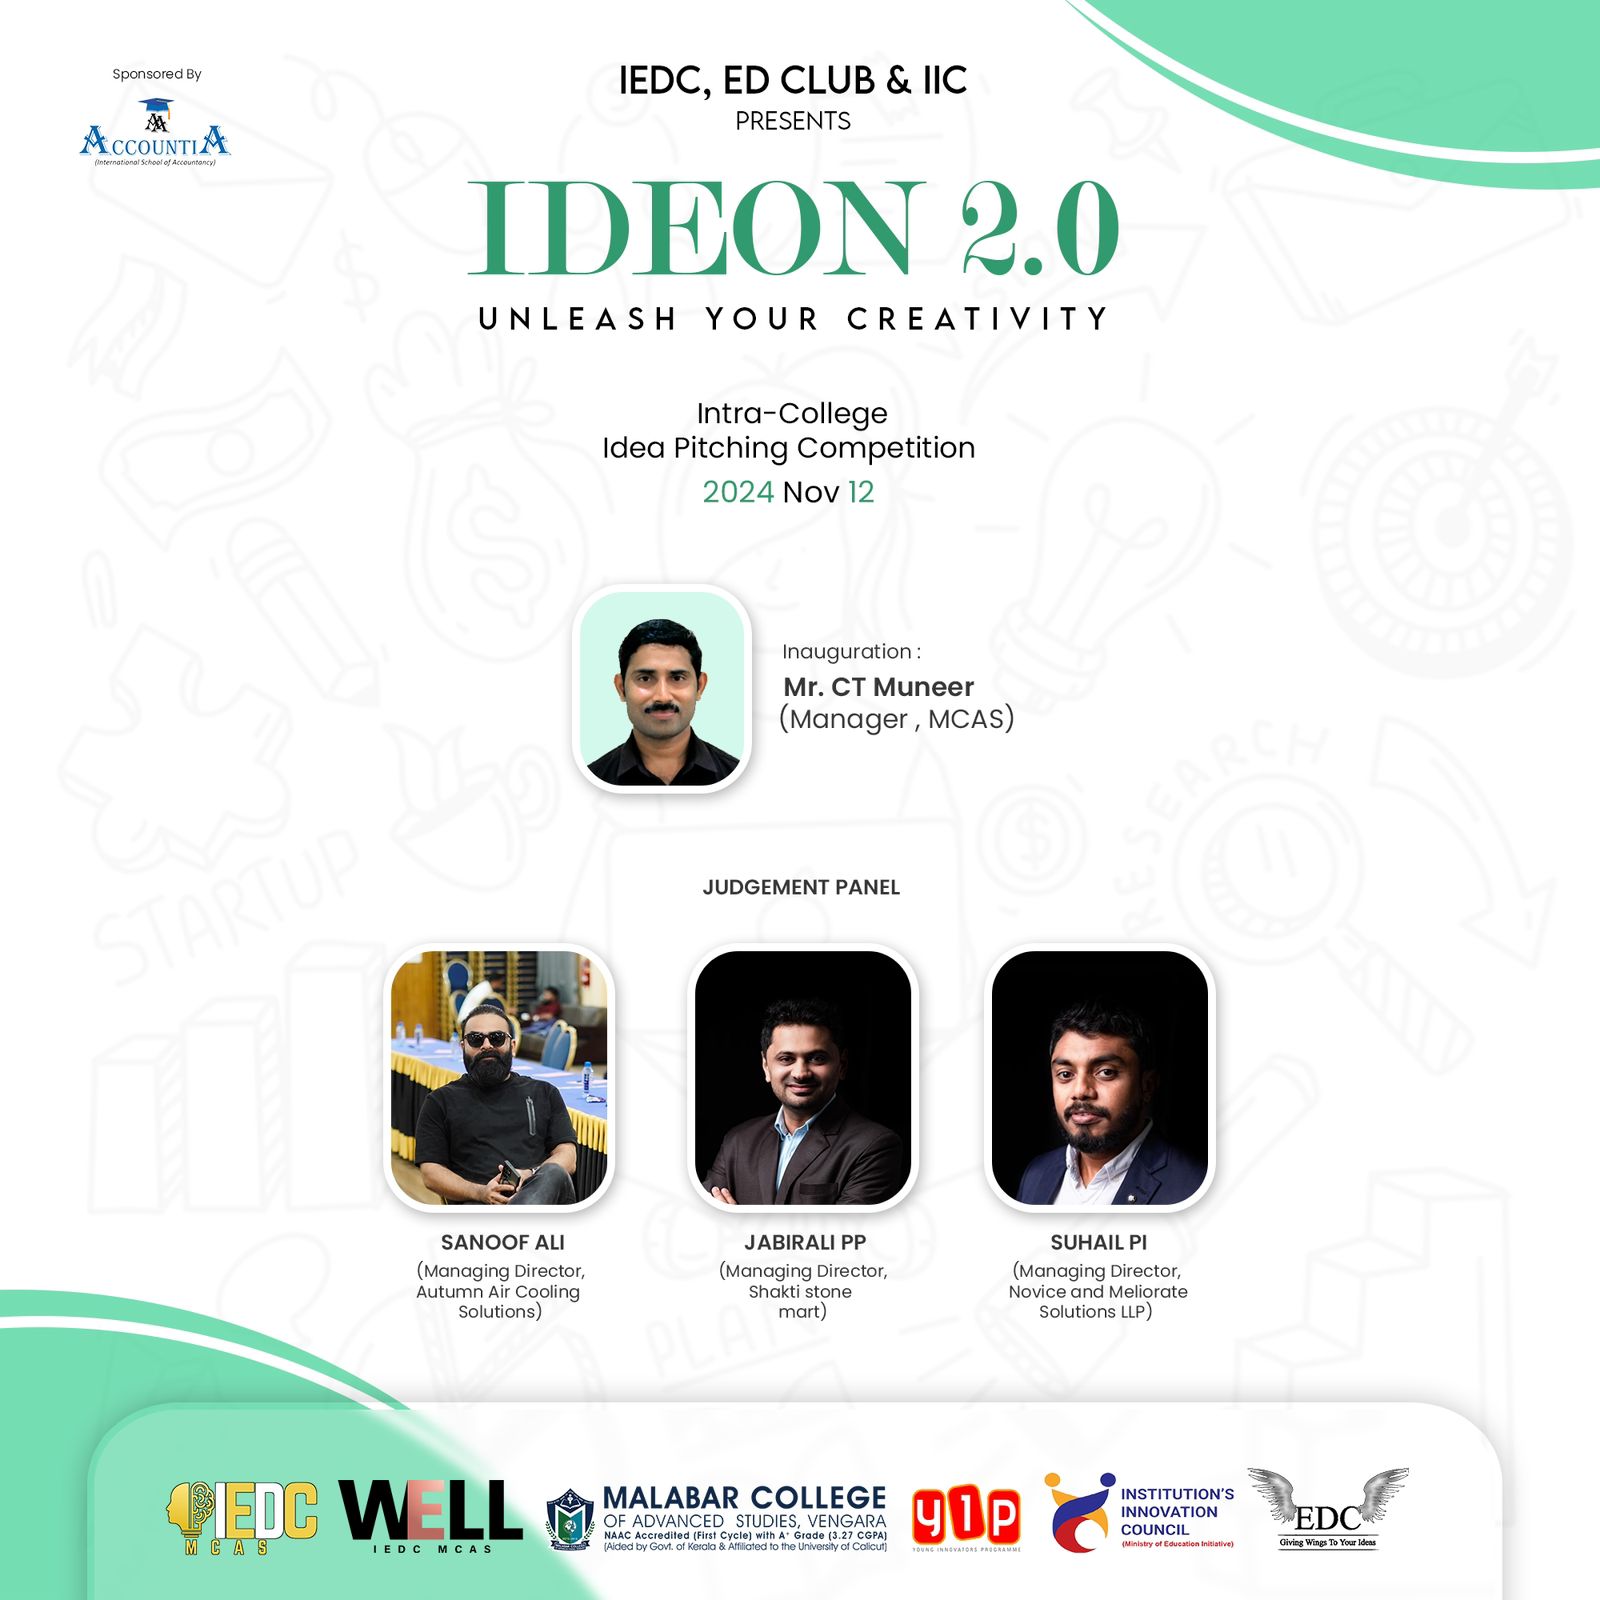 Sponsored By
AA
ACCOUNTIA
(International School of Accountancy)
IEDC, ED CLUB & IIC
PRESENTS
IDEON 2.0
UNLEASH YOUR CREATIVITY
Intra-College
Idea Pitching Competition
2024 Nov 12
Inauguration :
Mr. CT Muneer
(Manager , MCAS)
STARTUP
RESEARCH
JUDGEMENT PANEL
SANOOF ALI
(Managing Director,
Autumn Air Cooling
Solutions)
JABIRALI PP
(Managing Director,
Shakti stone
mart)
SUHAIL PI
(Managing Director,
Novice and Meliorate
Solutions LLP)
PLAN
IEDC
MCAS
WELL
IEDC MCAS
MALABAR COLLEGE
OF ADVANCED STUDIES, VENGARA
NAAC Accredited (First Cycle) with A+ Grade (3.27 CGPA)
(Aided by Govt. of Kerala & Affiliated to the University of Calicut)
y1p
YOUNG INNOVATORS PROGRAMME
INSTITUTION'S
INNOVATION
COUNCIL
(Ministry of Education Initiative)
EDC
Giving Wings To Your Ideas